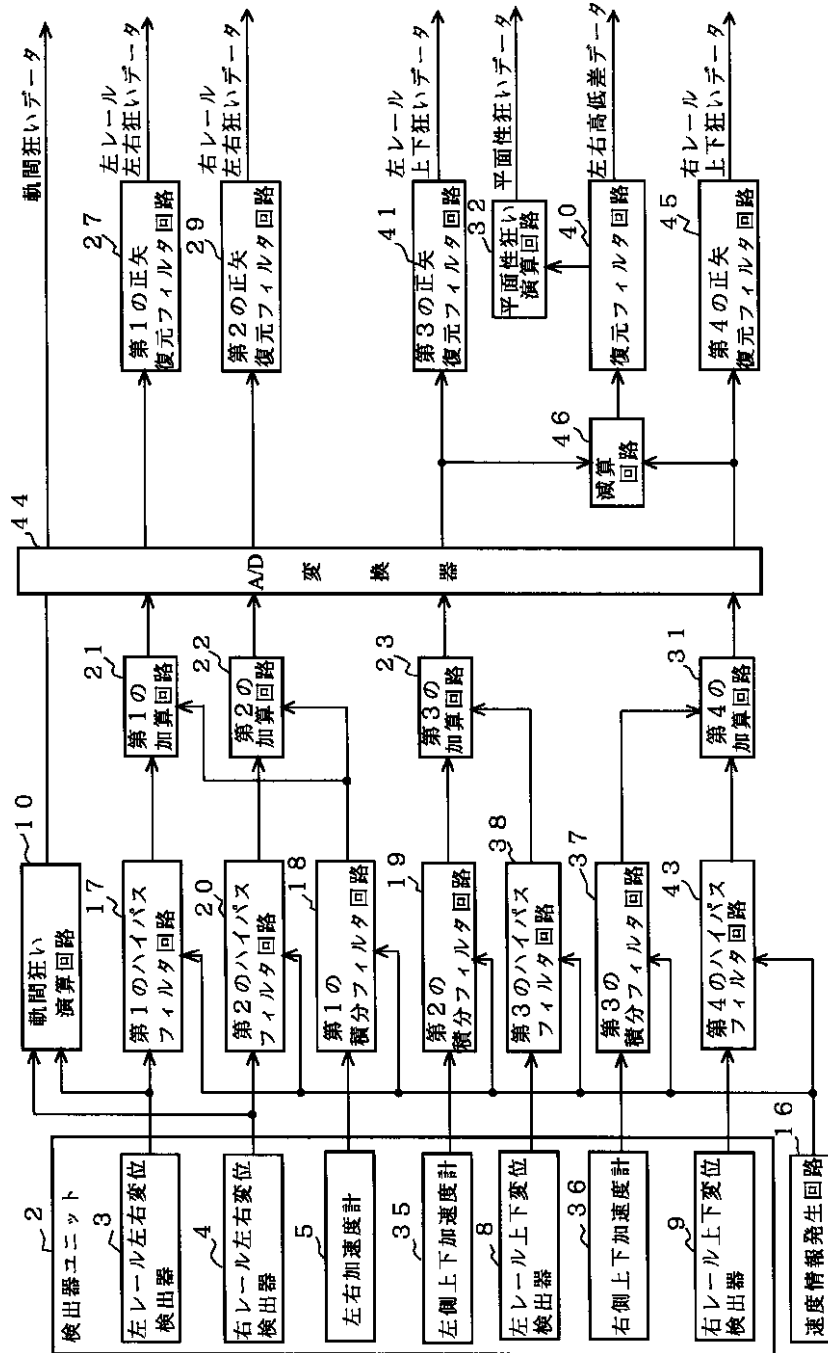 2
検出器ユニット
3
左レール左右変位
検出器
4
右レール左右変位
検出器
5
左右加速度計
35
左側上下加速度計
8
左レール上下変位
検出器
36
右側上下加速度計
9
右レール上下変位
検出器
16
速度情報発生回路
10
軌間狂い
演算回路
17
第1のハイパス
フィルタ回路
20
第2のハイパス
フィルタ回路
18
第1の
積分フィルタ回路
19
第2の
積分フィルタ回路
38
第3のハイパス
フィルタ回路
37
第3の
積分フィルタ回路
43
第4のハイパス
フィルタ回路
21
第1の
加算回路
22
第2の
加算回路
23
第3の
加算回路
31
第4の
加算回路
44
A/D変換器
27
第1の正矢
復元フィルタ回路
29
第2の正矢
復元フィルタ回路
41
第3の正矢
復元フィルタ回路
32
平面性狂い
演算回路
46
減算
回路
40
復元フィルタ回路
45
第4の正矢
復元フィルタ回路
軌間狂いデータ
左レール
左右狂いデータ
右レール
左右狂いデータ
左レール
上下狂いデータ
平面性狂いデータ
左右高低差データ
右レール
上下狂いデータ